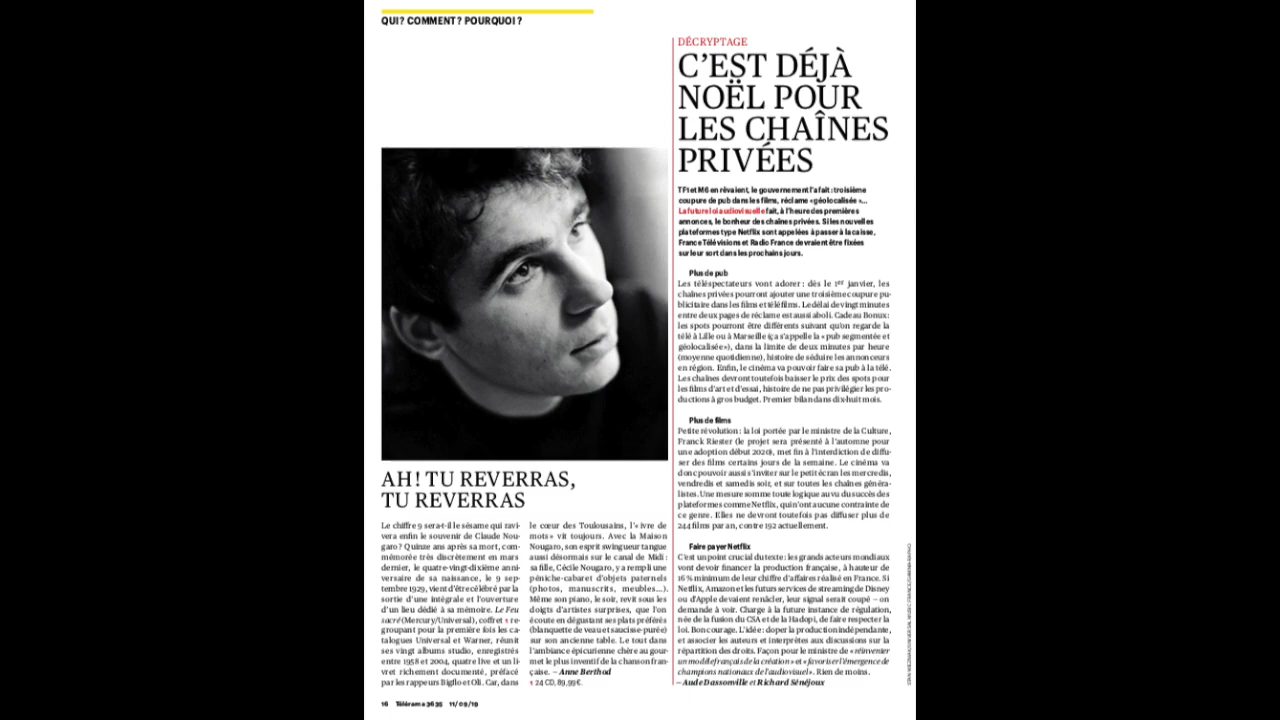 QUI? COMMENT? POURQUOI?
AH! TU REVERRAS,
TU REVERRAS
Le chiffre 9 sera-t-il le sésame qui ravi-
vera enfin le souvenir de Claude Nou-
garo? Quinze ans après sa mort, com-
mémorée très discrètement en mars
dernier, le quatre-vingt-dixième anni-
versaire de sa naissance, le 9 sep-
tembre 1929, vient d'être célébré par la
sortie d'une intégrale et l'ouverture
d'un lieu dédié à sa mémoire. Le Feu
sacré (Mercury/Universal), coffret 1 re-
groupant pour la première fois les ca-
talogues Universal et Warner, réunit
ses vingt albums studio, enregistrés
entre 1958 et 2004, quatre live et un li-
vret richement documenté, préfacé
par les rappeurs Bigflo et Oli. Car, dans
le cœur des Toulousains, l'« ivre de
mots » vit toujours. Avec la Maison
Nougaro, son esprit swingueur tangue
aussi désormais sur le canal du Midi :
sa fille, Cécile Nougaro, y a rempli une
péniche-cabaret d'objets paternels
(photos, manuscrits, meubles…).
Même son piano, le soir, revit sous les
doigts d'artistes surprises, que l'on
écoute en dégustant ses plats préférés
(blanquette de veau et saucisse-purée)
sur son ancienne table. Le tout dans
l'ambiance épicurienne chère au gour-
met le plus inventif de la chanson fran-
çaise. – Anne Berthod
1 24 CD, 89,99 €.
DÉCRYPTAGE
C'EST DÉJÀ
NOËL POUR
LES CHAÎNES
PRIVÉES
TF1 et M6 en rêvaient, le gouvernement l'a fait : troisième
coupure de pub dans les films, réclame «géolocalisée »…
La future loi audiovisuelle fait, à l'heure des premières
annonces, le bonheur des chaînes privées. Si les nouvelles
plateformes type Netflix sont appelées à passer à la caisse,
France Télévisions et Radio France devraient être fixées
sur leur sort dans les prochains jours.
Plus de pub
Les téléspectateurs vont adorer : dès le 1er janvier, les
chaînes privées pourront ajouter une troisième coupure pu-
blicitaire dans les films et téléfilms. Le délai de vingt minutes
entre deux pages de réclame est aussi aboli. Cadeau Bonux :
les spots pourront être différents suivant qu'on regarde la
télé à Lille ou à Marseille (ça s'appelle la « pub segmentée et
géolocalisée »), dans la limite de deux minutes par heure
(moyenne quotidienne), histoire de séduire les annonceurs
en région. Enfin, le cinéma va pouvoir faire sa pub à la télé.
Les chaînes devront toutefois baisser le prix des spots pour
les films d'art et d'essai, histoire de ne pas privilégier les pro-
ductions à gros budget. Premier bilan dans dix-huit mois.
Plus de films
Petite révolution : la loi portée par le ministre de la Culture,
Franck Riester (le projet sera présenté à l'automne pour
une adoption début 2020), met fin à l'interdiction de diffu-
ser des films certains jours de la semaine. Le cinéma va
donc pouvoir aussi s'inviter sur le petit écran les mercredis,
vendredis et samedis soir, et sur toutes les chaînes généra-
listes. Une mesure somme toute logique au vu du succès des
plateformes comme Netflix, qui n'ont aucune contrainte de
ce genre. Elles ne devront toutefois pas diffuser plus de
244 films par an, contre 192 actuellement.
Faire payer Netflix
C'est un point crucial du texte : les grands acteurs mondiaux
vont devoir financer la production française, à hauteur de
16 % minimum de leur chiffre d'affaires réalisé en France. Si
Netflix, Amazon et les futurs services de streaming de Disney
ou d'Apple devaient renâcler, leur signal serait coupé – on
demande à voir. Charge à la future instance de régulation,
née de la fusion du CSA et de la Hadopi, de faire respecter la
loi. Bon courage. L'idée : doper la production indépendante,
et associer les auteurs et interprètes aux discussions sur la
répartition des droits. Façon pour le ministre de « réinventer
un modèle français de la création » et « favoriser l'émergence de
champions nationaux de l'audiovisuel ». Rien de moins.
– Aude Dassonville et Richard Sénéjoux
16 Télérama 3635 11/09/19